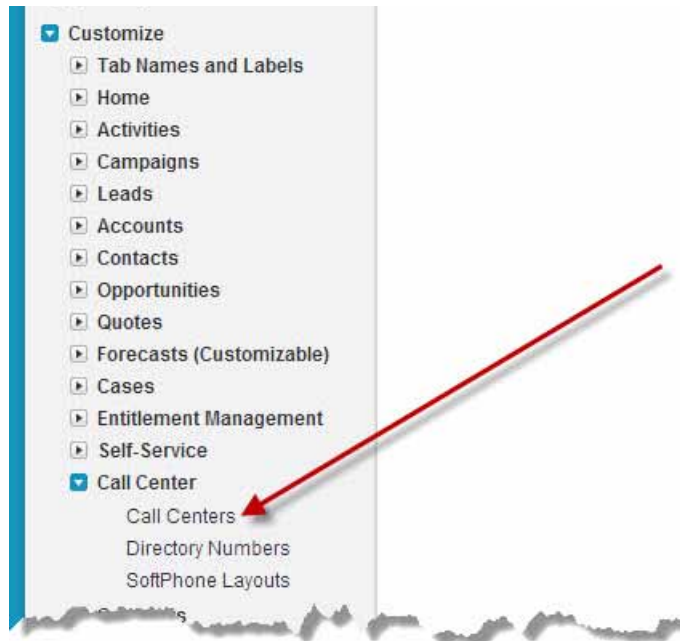 Customize
Tab Names and Labels
Home
Activities
Campaigns
Leads
Accounts
Contacts
Opportunities
Quotes
Forecasts (Customizable)
Cases
Entitlement Management
Self-Service
Call Center
Call Centers
Directory Numbers
SoftPhone Layouts